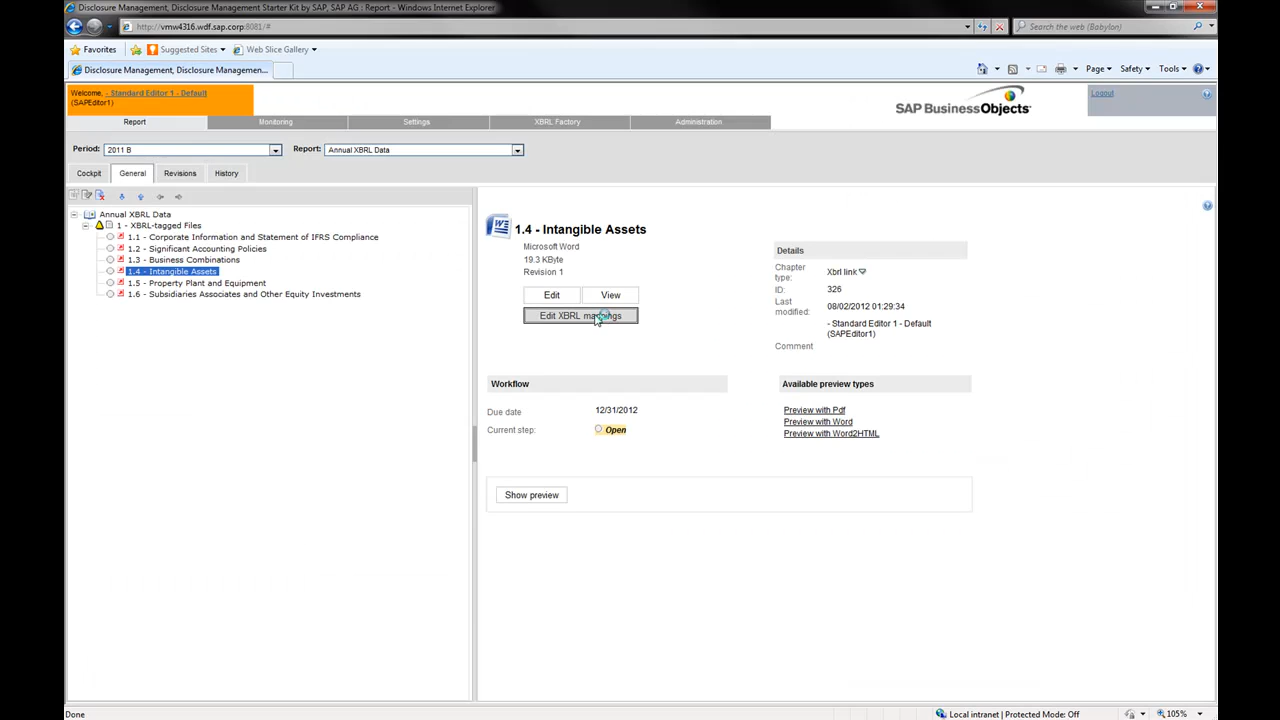 Disclosure Management, Disclosure Management Starter Kit by SAP, SAP AG : Report - Windows Internet Explorer
http://vmw4316.wdf.sap.corp:8081/#
Search the web (Babylon)
Favorites
Suggested Sites
Web Slice Gallery
Disclosure Management, Disclosure Managemen...
Page
Safety
Tools
Welcome, - Standard Editor 1 - Default
(SAPEditor1)
SAP BusinessObjects
Logout
Report
Monitoring
Settings
XBRL Factory
Administration
Period: 2011 B
Report: Annual XBRL Data
Cockpit
General
Revisions
History
Annual XBRL Data
1 - XBRL-tagged Files
1.1 - Corporate Information and Statement of IFRS Compliance
1.2 - Significant Accounting Policies
1.3 - Business Combinations
1.4 - Intangible Assets
1.5 - Property Plant and Equipment
1.6 - Subsidiaries Associates and Other Equity Investments
1.4 - Intangible Assets
Microsoft Word
19.3 KByte
Revision 1
Edit
View
Edit XBRL mappings
Details
Chapter type: Xbrl link
ID: 326
Last modified: 08/02/2012 01:29:34
- Standard Editor 1 - Default
(SAPEditor1)
Comment
Workflow
Due date 12/31/2012
Current step: Open
Available preview types
Preview with Pdf
Preview with Word
Preview with Word2HTML
Show preview
Done
Local intranet | Protected Mode: Off
105%